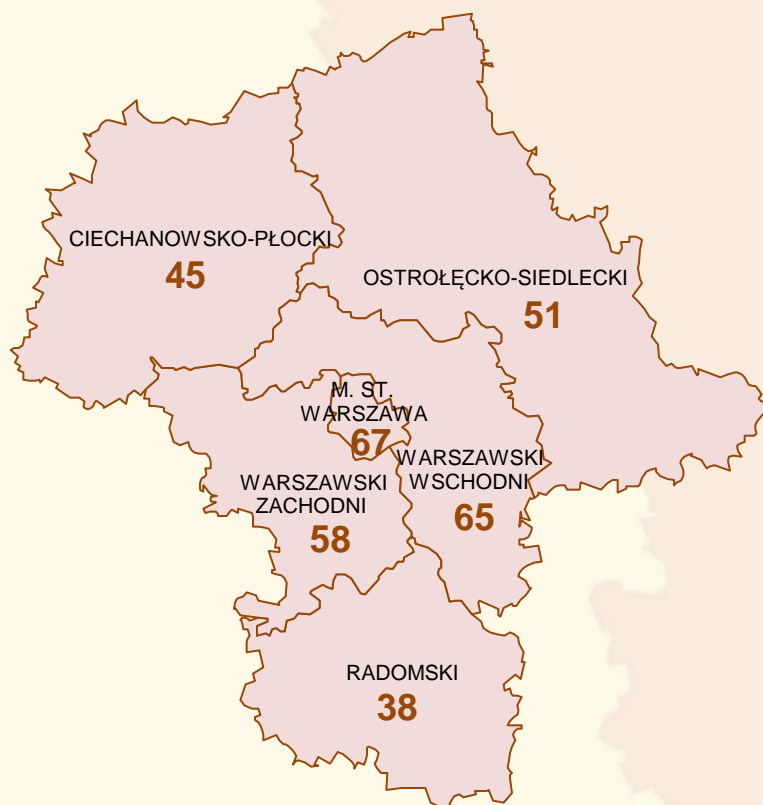 CIECHANOWSKO-PŁOCKI
45
OSTROŁĘCKO-SIEDLECKI
51
M. ST.
WARSZAWA
67
WARSZAWSKI
WSCHODNI
65
WARSZAWSKI
ZACHODNI
58
RADOMSKI
38